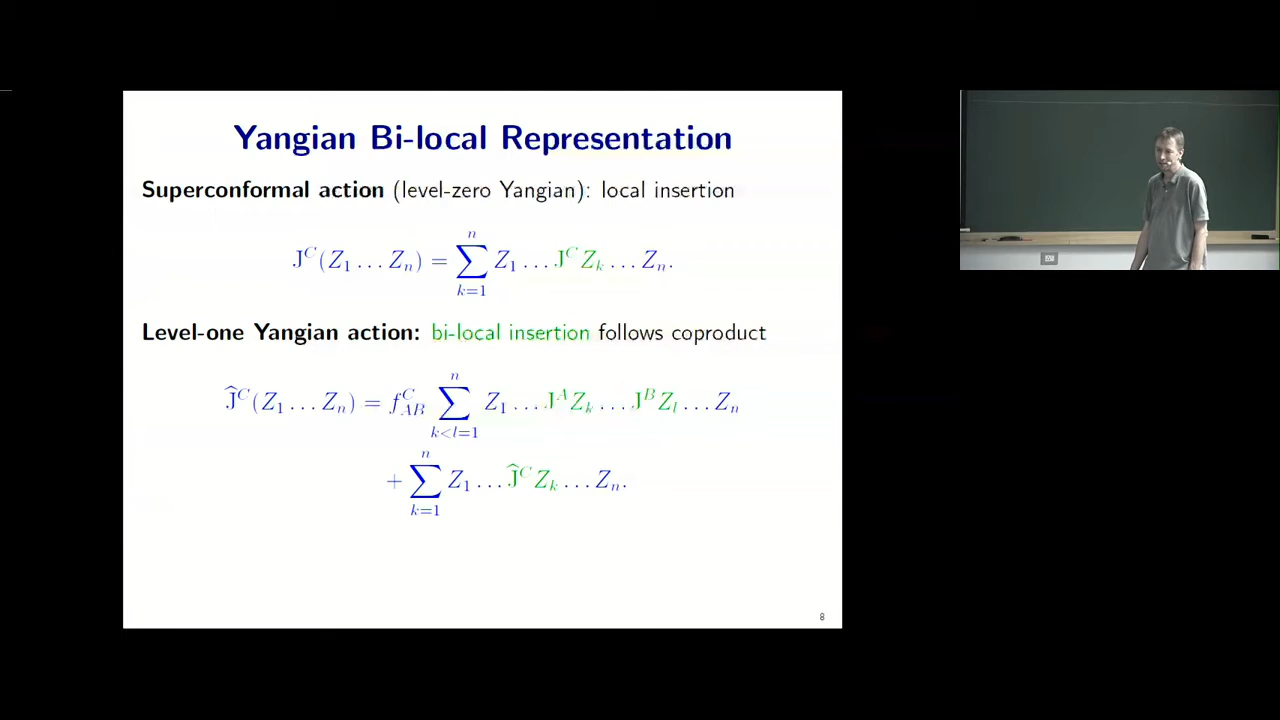 Yangian Bi-local Representation
Superconformal action (level-zero Yangian): local insertion
J^C(Z_1 … Z_n) = ∑_{k=1}^{n} Z_1 … J^C Z_k … Z_n.
Level-one Yangian action: bi-local insertion follows coproduct
Ĵ^C(Z_1 … Z_n) = f^C_{AB} ∑_{k<l=1}^{n} Z_1 … J^A Z_k … J^B Z_l … Z_n
+ ∑_{k=1}^{n} Z_1 … Ĵ^C Z_k … Z_n.
8